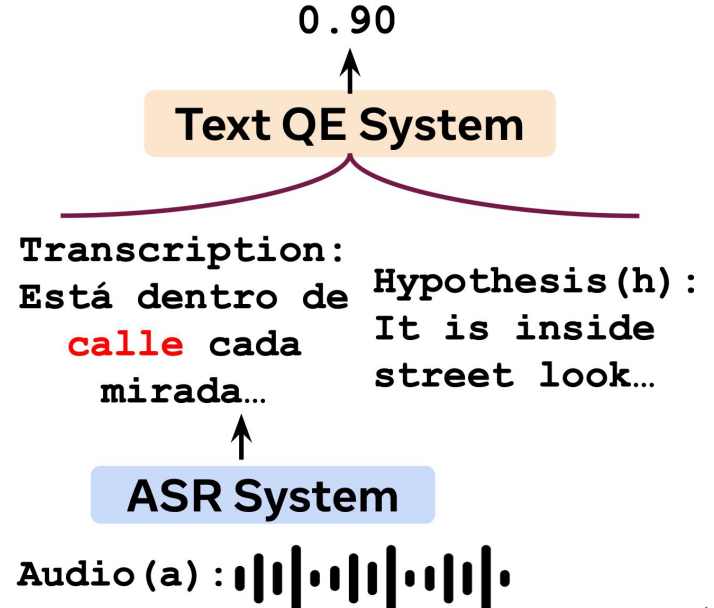 0.90
Text QE System
Transcription:
Está dentro de
calle cada
mirada…
Hypothesis(h):
It is inside
street look…
ASR System
Audio(a):